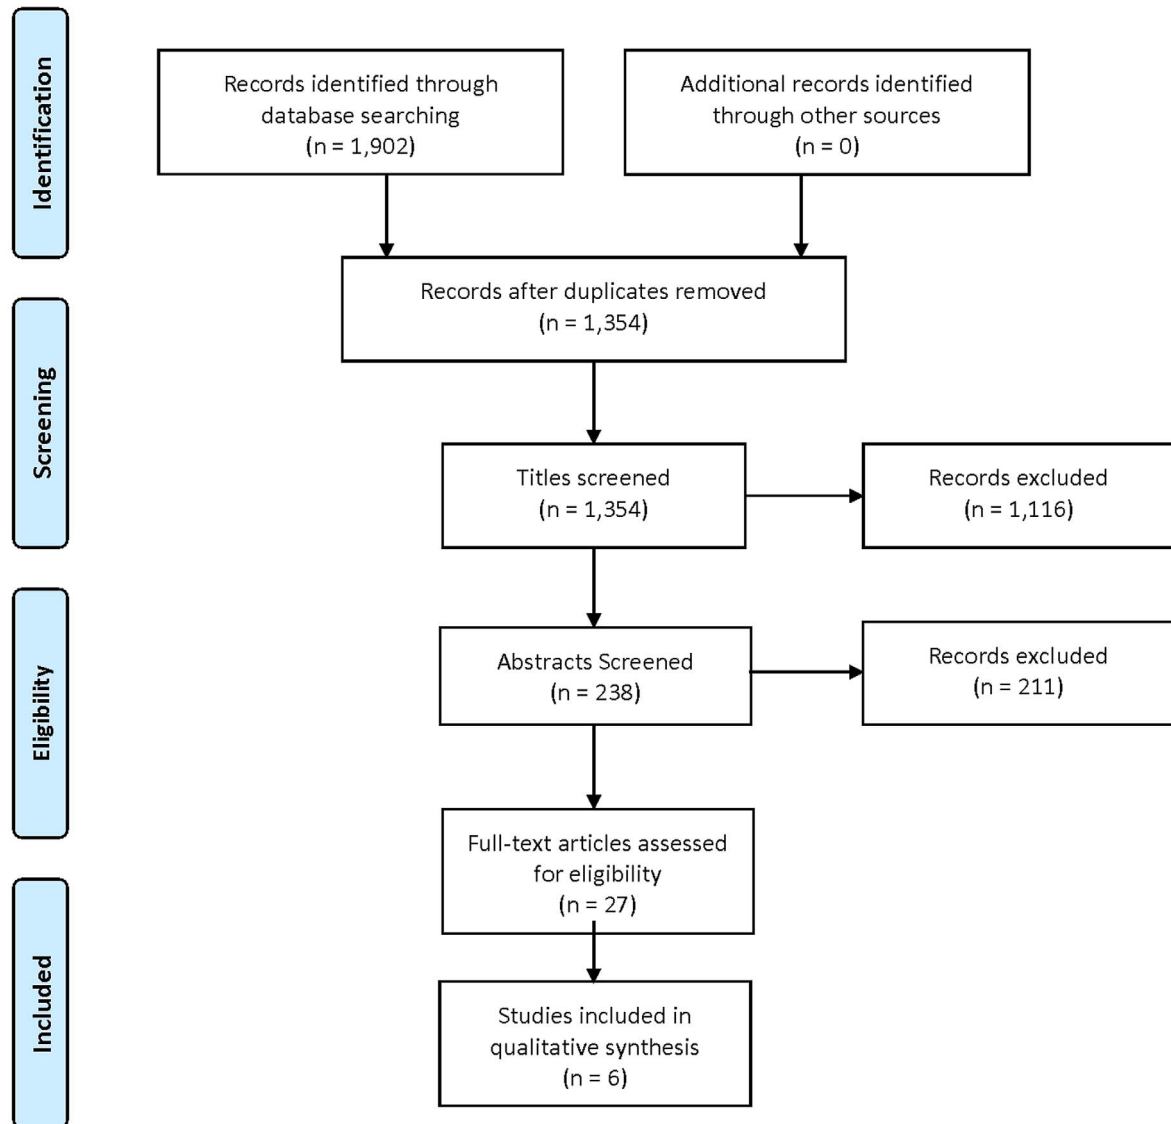 Identification
Records identified through
database searching
(n = 1,902)
Additional records identified
through other sources
(n = 0)
Records after duplicates removed
(n = 1,354)
Screening
Titles screened
(n = 1,354)
Records excluded
(n = 1,116)
Eligibility
Abstracts Screened
(n = 238)
Records excluded
(n = 211)
Full-text articles assessed
for eligibility
(n = 27)
Included
Studies included in
qualitative synthesis
(n = 6)